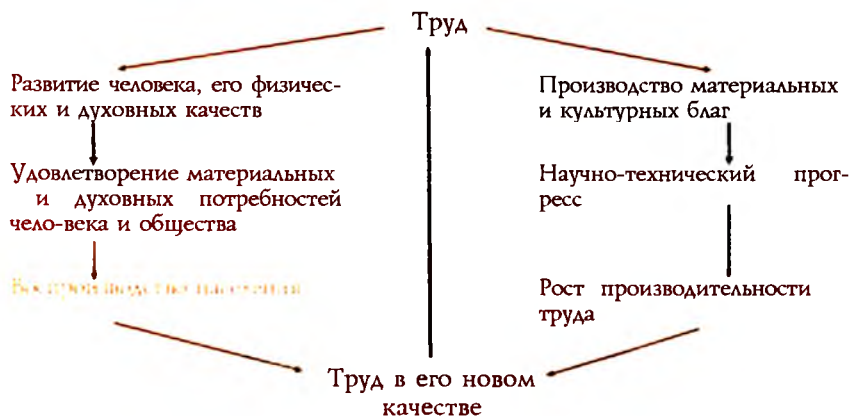 Труд
Развитие человека, его физичес-
ких и духовных качеств
Удовлетворение материальных
и духовных потребностей
чело-века и общества
Производство материальных
и культурных благ
Научно-технический прог-
ресс
Рост производительности
труда
Труд в его новом
качестве